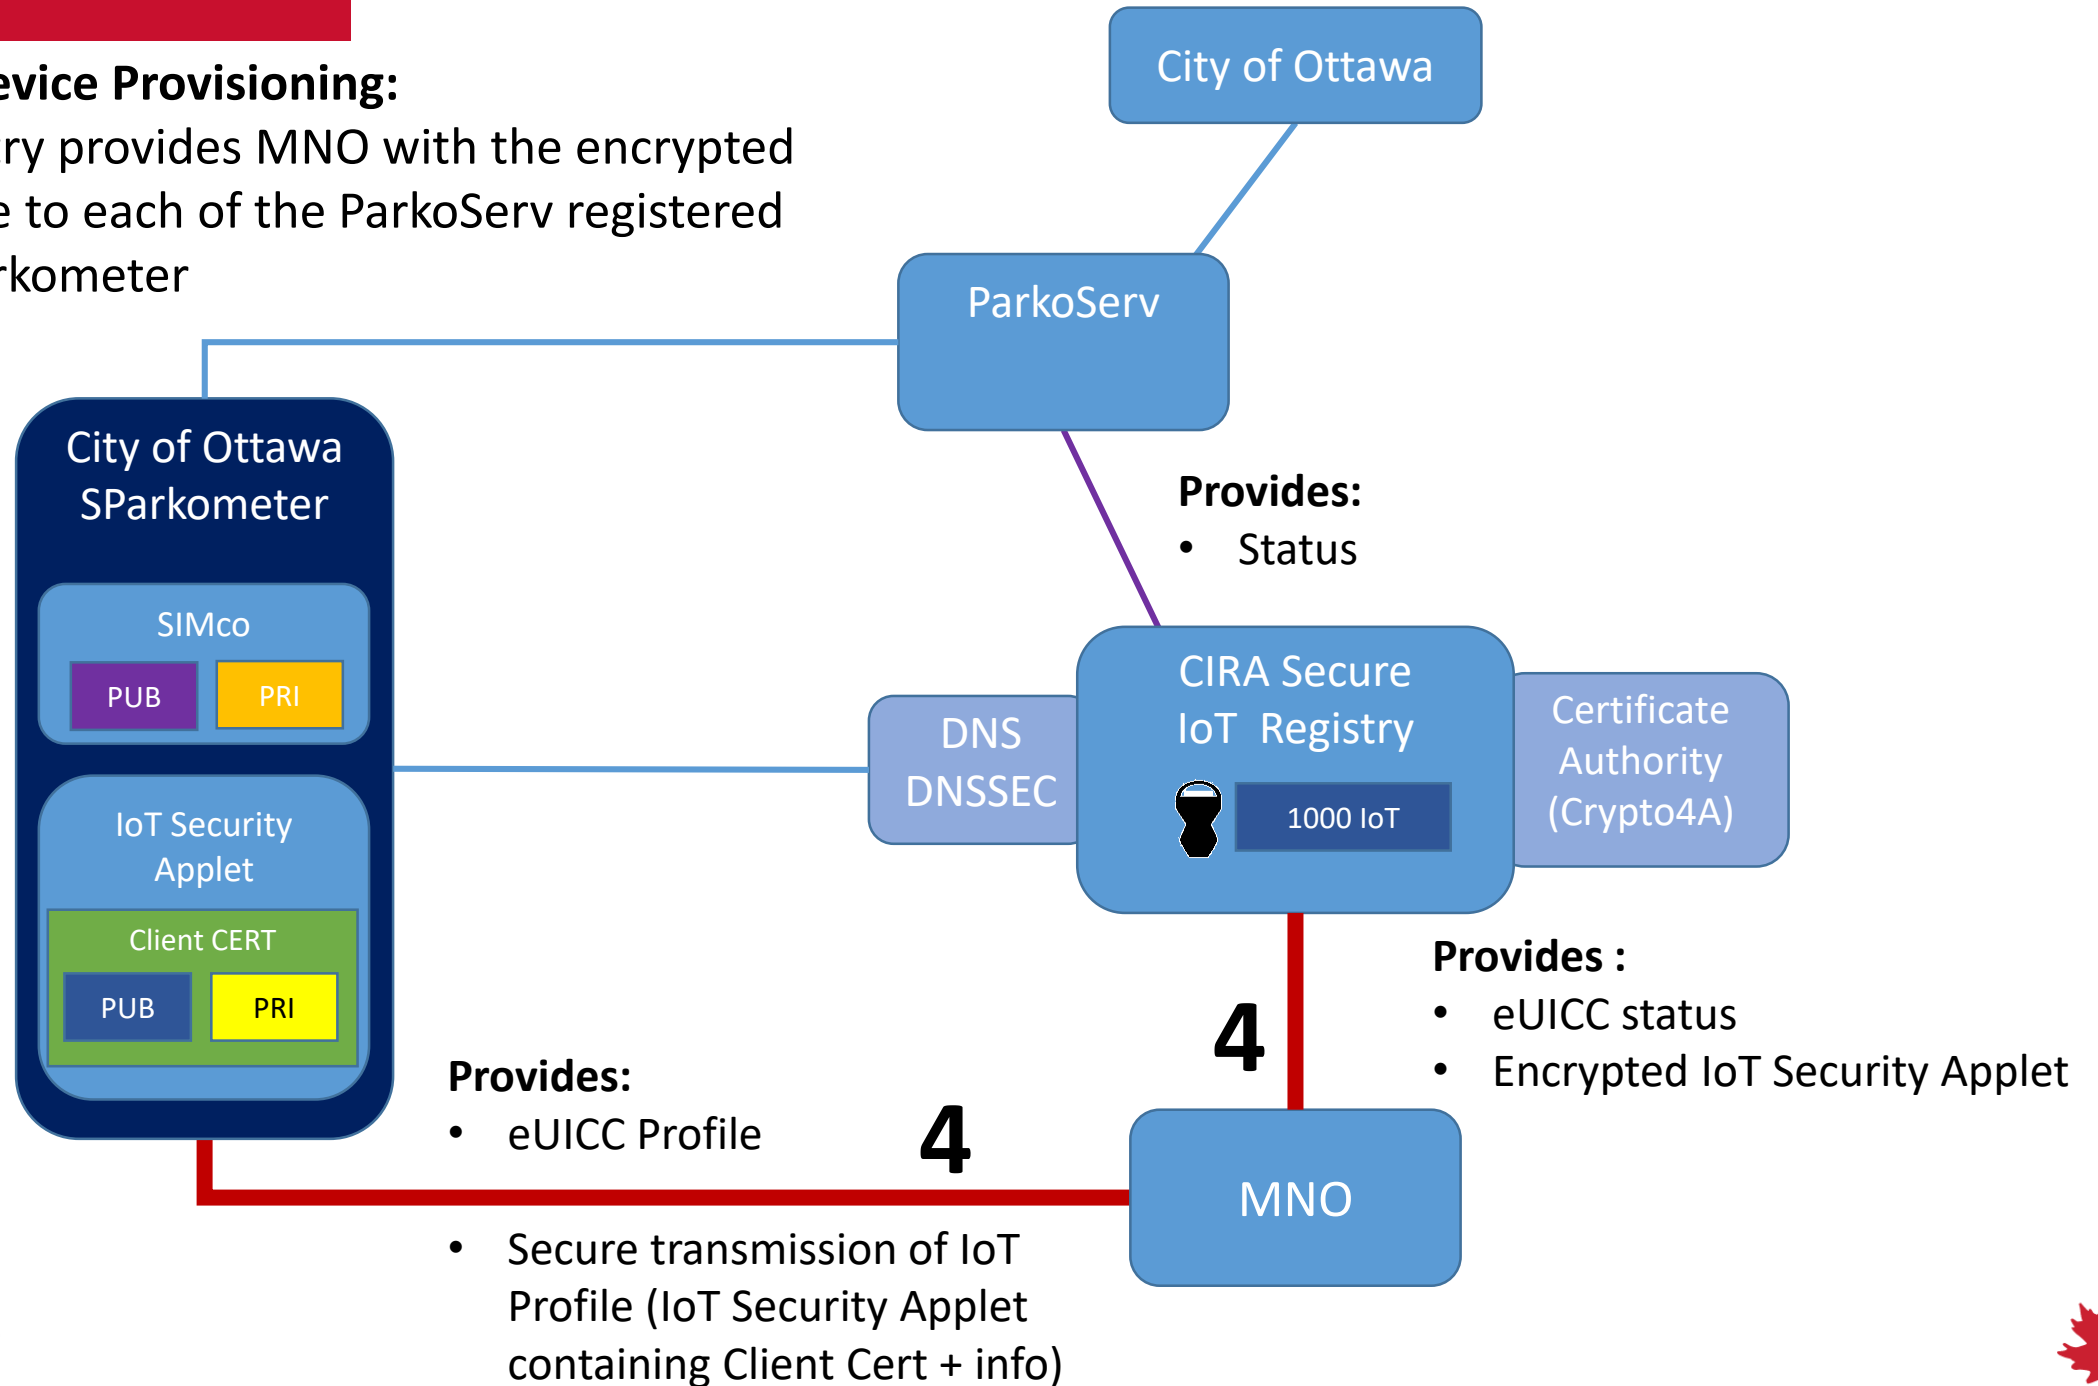 evice Provisioning:
try provides MNO with the encrypted
e to each of the ParkoServ registered
rkometer
City of Ottawa
ParkoServ
City of Ottawa
SParkometer
Provides:
• Status
SIMco
PUB
PRI
CIRA Secure
IoT Registry
1000 IoT
DNS
DNSSEC
Certificate
Authority
(Crypto4A)
IoT Security
Applet
Client CERT
PUB
PRI
Provides :
• eUICC status
• Encrypted IoT Security Applet
4
Provides:
• eUICC Profile
4
MNO
• Secure transmission of IoT
Profile (IoT Security Applet
containing Client Cert + info)